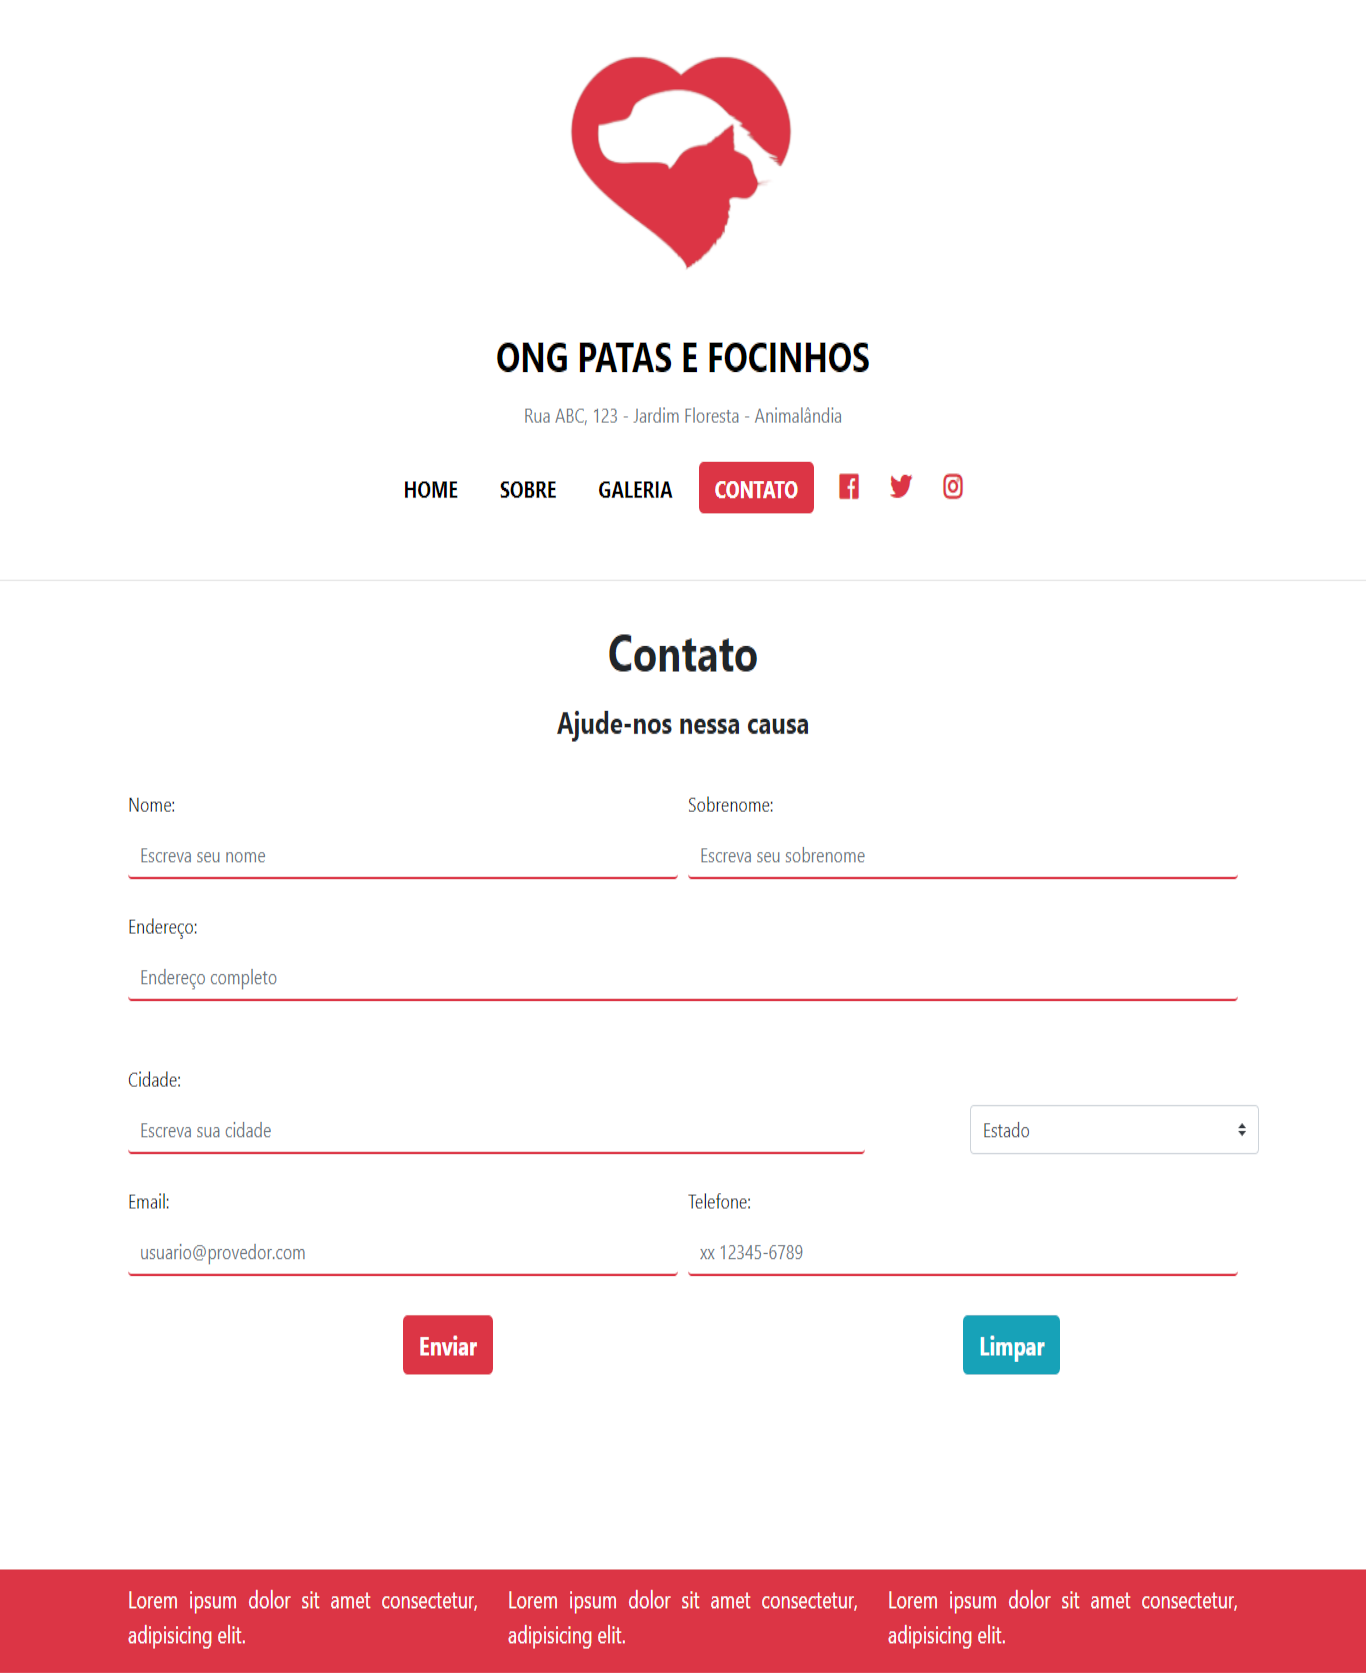 ONG PATAS E FOCINHOS
Rua ABC, 123 - Jardim Floresta - Animalândia
HOME SOBRE GALERIA CONTATO
Contato
Ajude-nos nessa causa
Nome: Sobrenome:
Escreva seu nome Escreva seu sobrenome
Endereço:
Endereço completo
Cidade:
Escreva sua cidade Estado
Email: Telefone:
usuario@provedor.com xx 12345-6789
Enviar Limpar
Lorem ipsum dolor sit amet consectetur,
adipisicing elit.
Lorem ipsum dolor sit amet consectetur,
adipisicing elit.
Lorem ipsum dolor sit amet consectetur,
adipisicing elit.